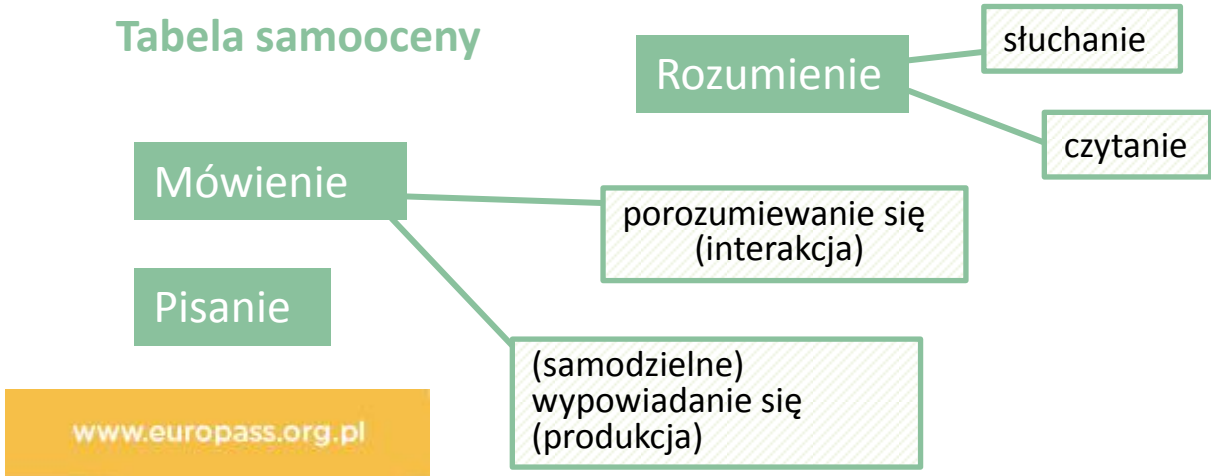 Tabela samooceny
Rozumienie
słuchanie
czytanie
Mówienie
porozumiewanie się
(interakcja)
Pisanie
(samodzielne)
wypowiadanie się
(produkcja)
www.europass.org.pl